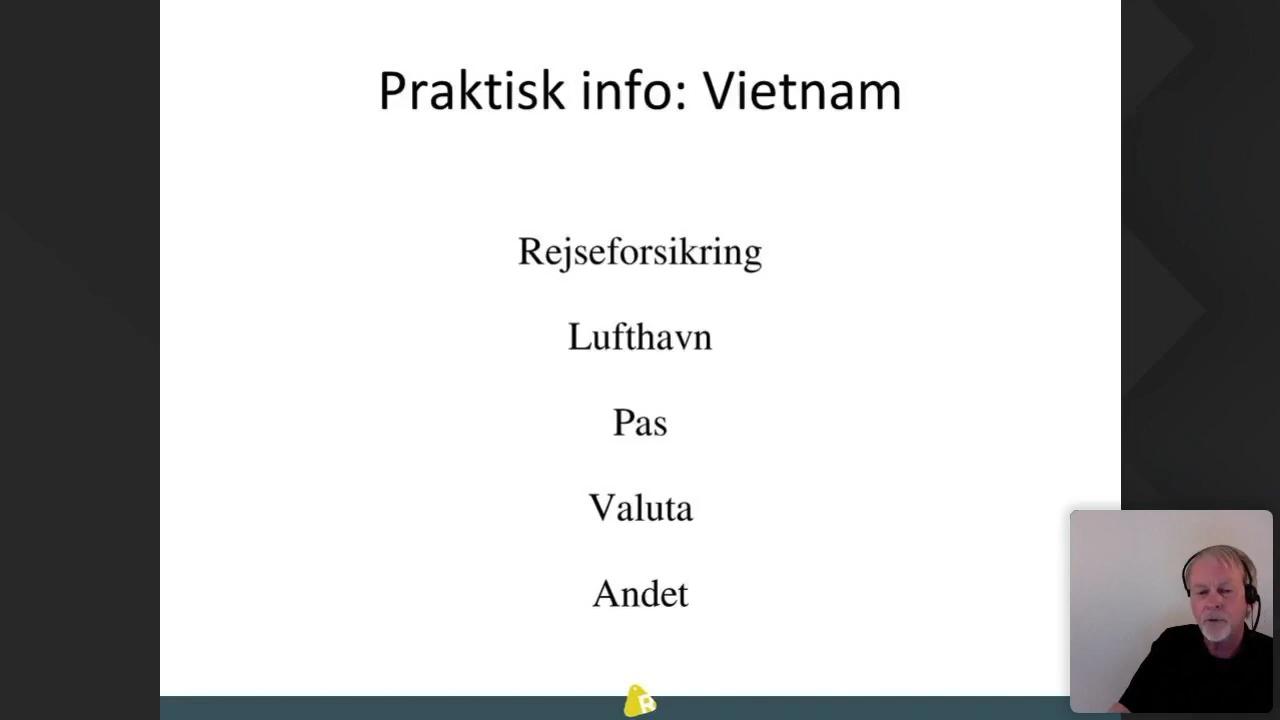 Praktisk info: Vietnam
Rejseforsikring
Lufthavn
Pas
Valuta
Andet
R